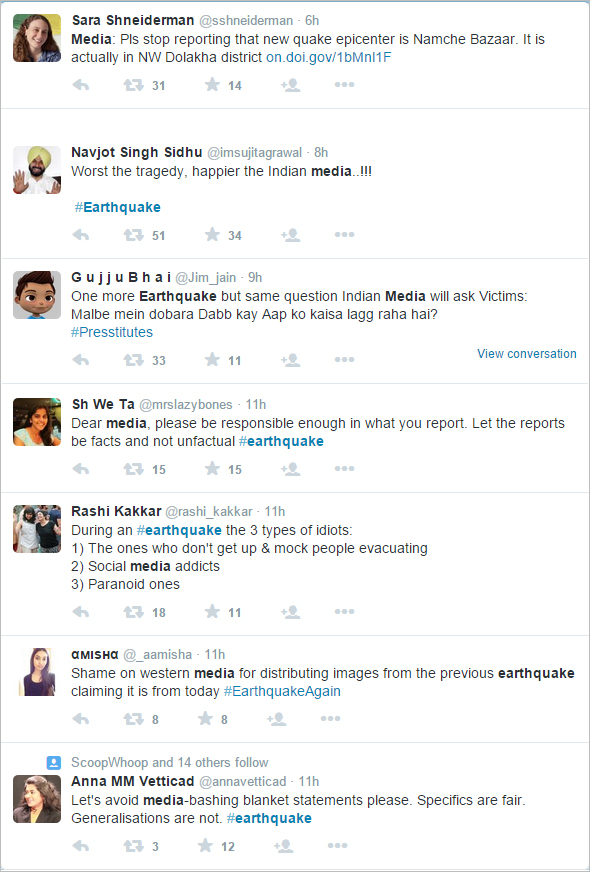 Sara Shneiderman @sshneiderman · 6h
Media: Pls stop reporting that new quake epicenter is Namche Bazaar. It is
actually in NW Dolakha district on.doi.gov/1bMnl1F
31 14
Navjot Singh Sidhu @imsujitagrawal · 8h
Worst the tragedy, happier the Indian media..!!!
#Earthquake
51 34
G u j j u B h a i @Jim_jain · 9h
One more Earthquake but same question Indian Media will ask Victims:
Malbe mein dobara Dabb kay Aap ko kaisa lagg raha hai?
#Presstitutes
View conversation
33 11
Sh We Ta @mrslazybones · 11h
Dear media, please be responsible enough in what you report. Let the reports
be facts and not unfactual #earthquake
15 15
Rashi Kakkar @rashi_kakkar · 11h
During an #earthquake the 3 types of idiots:
1) The ones who don't get up & mock people evacuating
2) Social media addicts
3) Paranoid ones
18 11
αмιѕнα @_aamisha · 11h
Shame on western media for distributing images from the previous earthquake
claiming it is from today #EarthquakeAgain
8 8
ScoopWhoop and 14 others follow
Anna MM Vetticad @annavetticad · 11h
Let's avoid media-bashing blanket statements please. Specifics are fair.
Generalisations are not. #earthquake
3 12